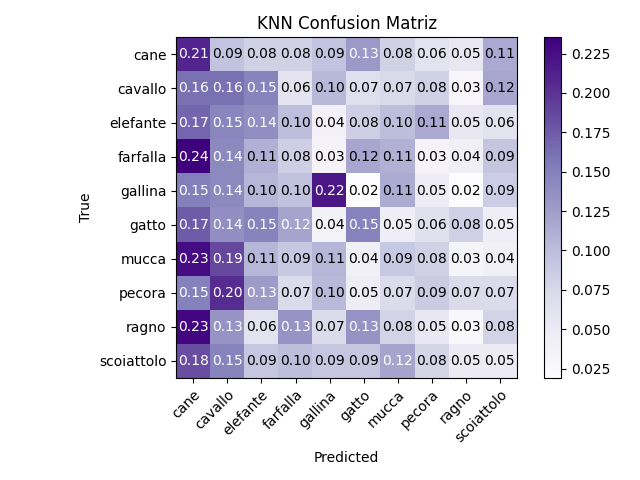 KNN Confusion Matriz
cane 0.21 0.09 0.08 0.08 0.09 0.13 0.08 0.06 0.05 0.11
cavallo 0.16 0.16 0.15 0.06 0.10 0.07 0.07 0.08 0.03 0.12
elefante 0.17 0.15 0.14 0.10 0.04 0.08 0.10 0.11 0.05 0.06
farfalla 0.24 0.14 0.11 0.08 0.03 0.12 0.11 0.03 0.04 0.09
gallina 0.15 0.14 0.10 0.10 0.22 0.02 0.11 0.05 0.02 0.09
gatto 0.17 0.14 0.15 0.12 0.04 0.15 0.05 0.06 0.08 0.05
mucca 0.23 0.19 0.11 0.09 0.11 0.04 0.09 0.08 0.03 0.04
pecora 0.15 0.20 0.13 0.07 0.10 0.05 0.07 0.09 0.07 0.07
ragno 0.23 0.13 0.06 0.13 0.07 0.13 0.08 0.05 0.03 0.08
scoiattolo 0.18 0.15 0.09 0.10 0.09 0.09 0.12 0.08 0.05 0.05
cane cavallo elefante farfalla gallina gatto mucca pecora ragno scoiattolo
Predicted
True
0.225
0.200
0.175
0.150
0.125
0.100
0.075
0.050
0.025